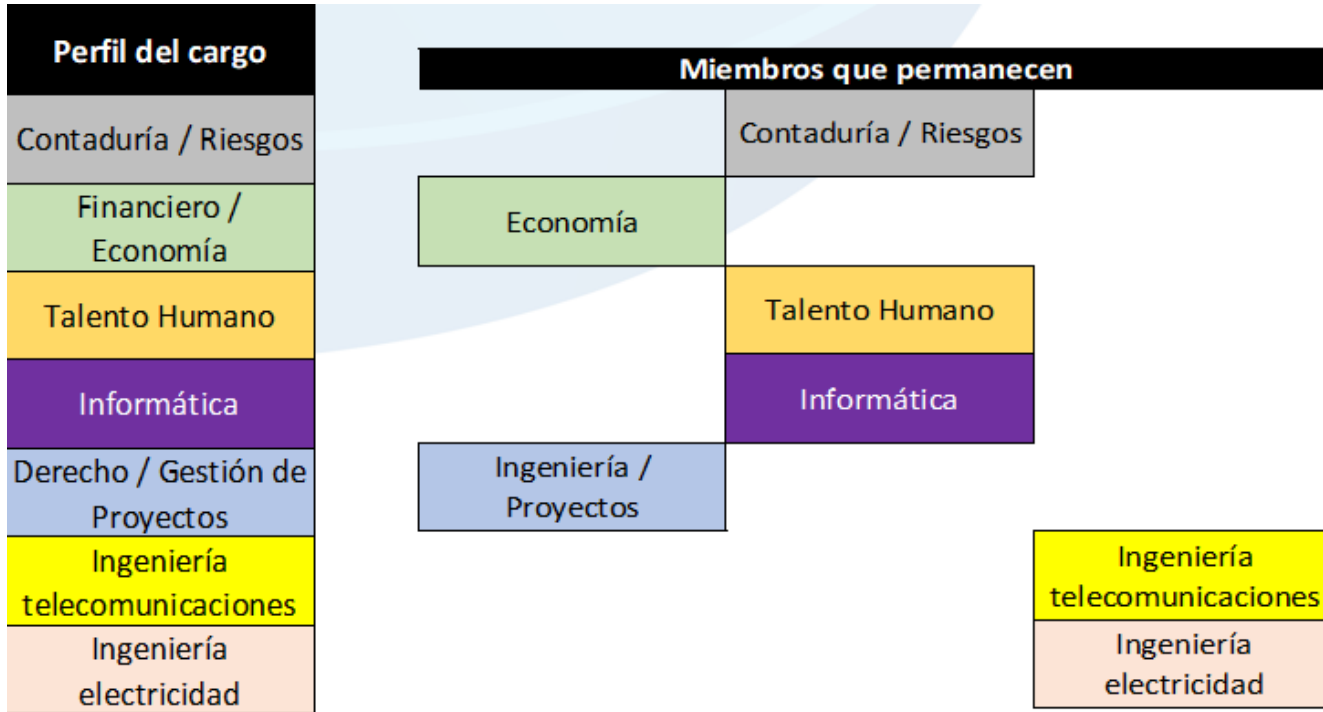 Perfil del cargo
Miembros que permanecen
Contaduría / Riesgos
Contaduría / Riesgos
Financiero /
Economía
Economía
Talento Humano
Talento Humano
Informática
Informática
Derecho / Gestión de
Proyectos
Ingeniería /
Proyectos
Ingeniería
telecomunicaciones
Ingeniería
telecomunicaciones
Ingeniería
electricidad
Ingeniería
electricidad